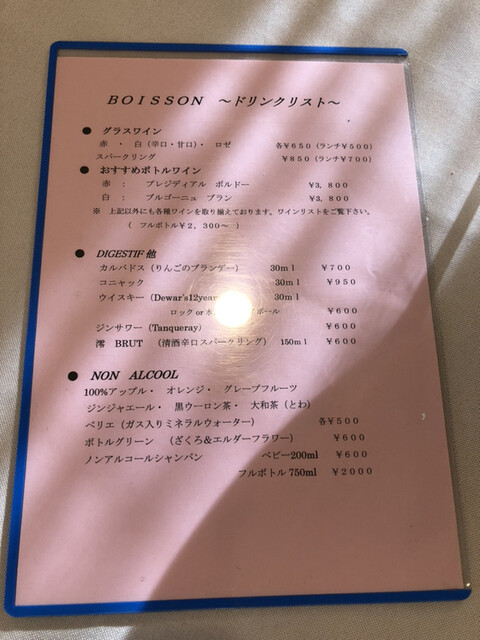 BOISSON ～ドリンクリスト～
● グラスワイン
赤 ・ 白（辛口・甘口）・ ロゼ 各￥650（ランチ￥500）
スパークリング ￥850（ランチ￥700）
● おすすめボトルワイン
赤 ： プレジディアル ボルドー ￥3,800
白 ： ブルゴーニュ ブラン ￥3,800
※ 上記以外にも各種ワインを取り揃えております。ワインリストをご覧下さい。
（ フルボトル￥2,300～ ）
● DIGESTIF 他
カルバドス（りんごのブランデー） 30ml ￥700
コニャック 30ml ￥950
ウイスキー（Dewar's12year 30ml
ロック or ボール ￥600
ジンサワー（Tanqueray） ￥600
澪 BRUT （清酒辛口スパークリング） 150ml ￥600
● NON ALCOOL
100%アップル・ オレンジ・ グレープフルーツ
ジンジャエール・ 黒ウーロン茶・ 大和茶（とわ）
ペリエ（ガス入りミネラルウォーター） 各￥500
ボトルグリーン （ざくろ＆エルダーフラワー） ￥600
ノンアルコールシャンパン ベビー200ml ￥600
フルボトル 750ml ￥2000